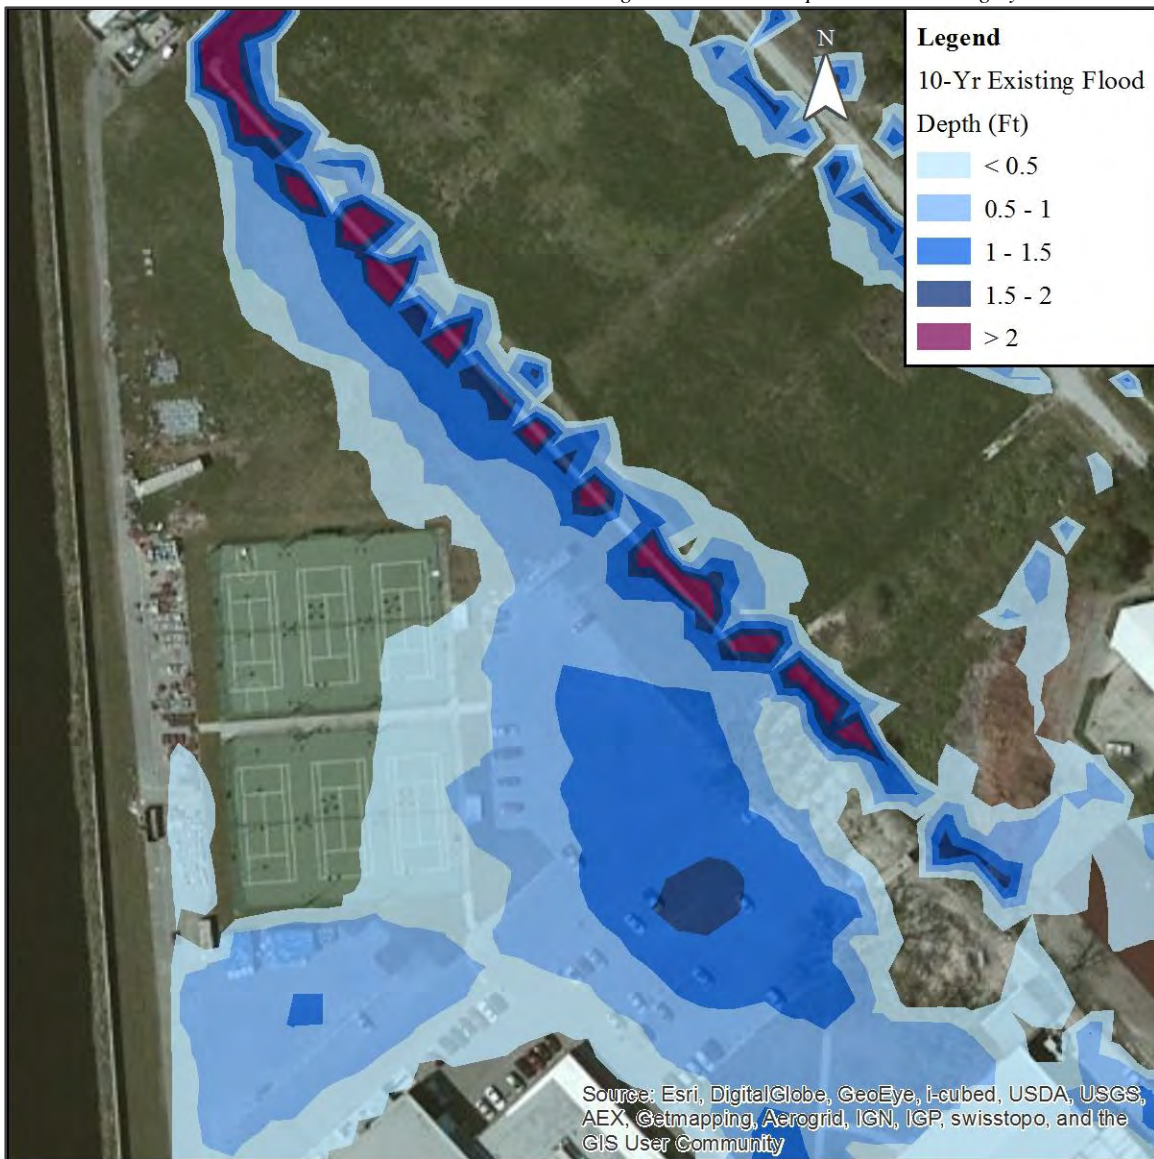 N
Legend
10-Yr Existing Flood
Depth (Ft)
< 0.5
0.5 - 1
1 - 1.5
1.5 - 2
> 2
Source: Esri, DigitalGlobe, GeoEye, i-cubed, USDA, USGS,
AEX, Getmapping, Aerogrid, IGN, IGP, swisstopo, and the
GIS User Community